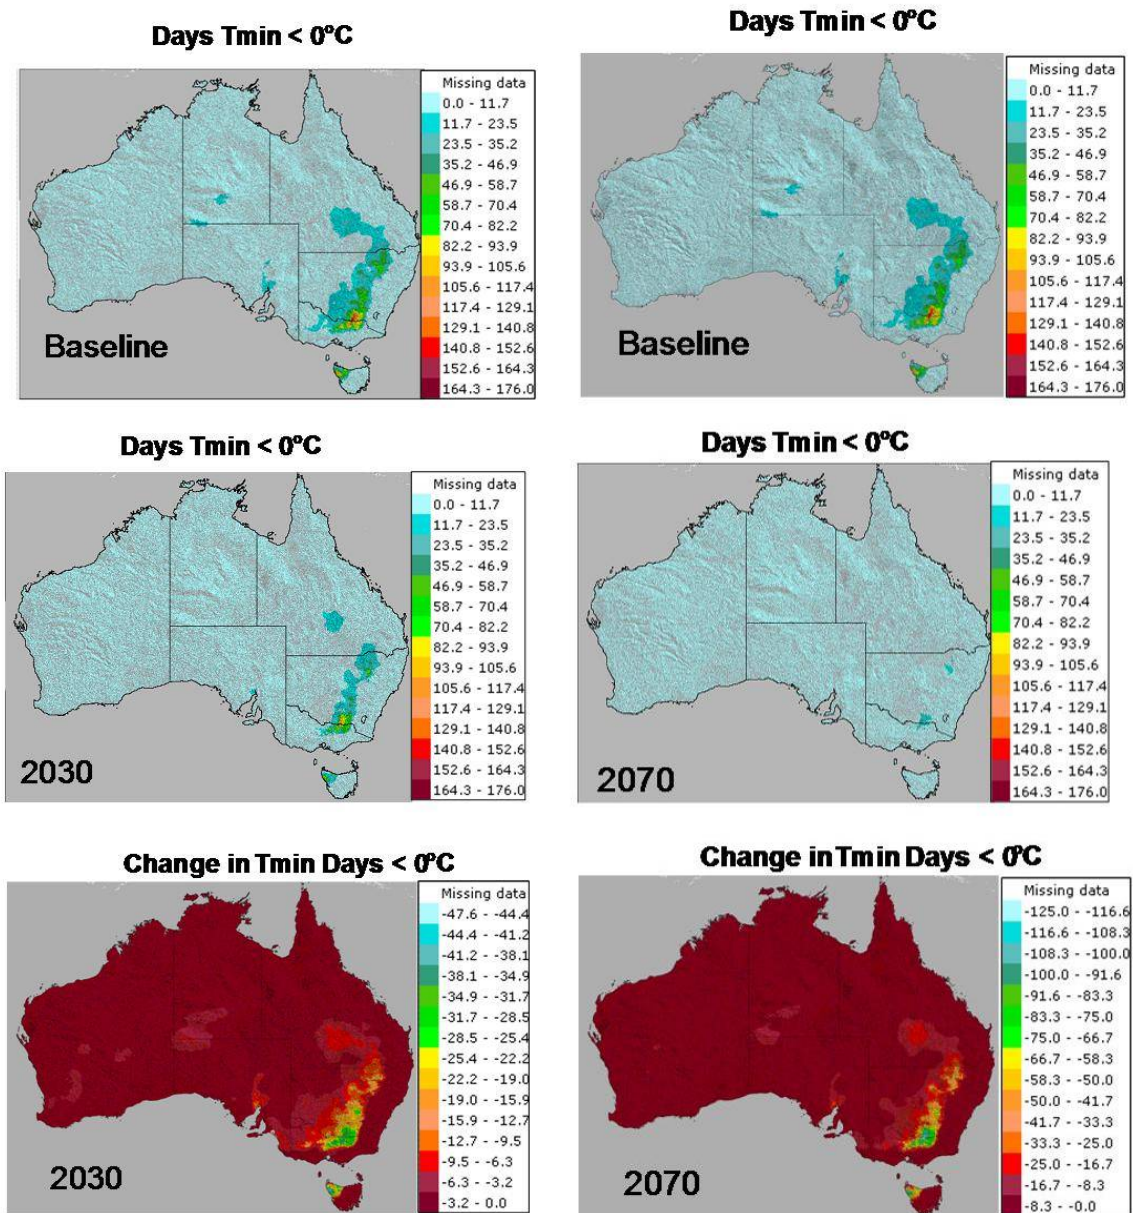 Days Tmin < 0ºC
Missing data
0.0 - 11.7
11.7 - 23.5
23.5 - 35.2
35.2 - 46.9
46.9 - 58.7
58.7 - 70.4
70.4 - 82.2
82.2 - 93.9
93.9 - 105.6
105.6 - 117.4
117.4 - 129.1
129.1 - 140.8
140.8 - 152.6
152.6 - 164.3
164.3 - 176.0
Baseline
Days Tmin < 0ºC
Missing data
0.0 - 11.7
11.7 - 23.5
23.5 - 35.2
35.2 - 46.9
46.9 - 58.7
58.7 - 70.4
70.4 - 82.2
82.2 - 93.9
93.9 - 105.6
105.6 - 117.4
117.4 - 129.1
129.1 - 140.8
140.8 - 152.6
152.6 - 164.3
164.3 - 176.0
Baseline
Days Tmin < 0ºC
Missing data
0.0 - 11.7
11.7 - 23.5
23.5 - 35.2
35.2 - 46.9
46.9 - 58.7
58.7 - 70.4
70.4 - 82.2
82.2 - 93.9
93.9 - 105.6
105.6 - 117.4
117.4 - 129.1
129.1 - 140.8
140.8 - 152.6
152.6 - 164.3
164.3 - 176.0
2030
Days Tmin < 0ºC
Missing data
0.0 - 11.7
11.7 - 23.5
23.5 - 35.2
35.2 - 46.9
46.9 - 58.7
58.7 - 70.4
70.4 - 82.2
82.2 - 93.9
93.9 - 105.6
105.6 - 117.4
117.4 - 129.1
129.1 - 140.8
140.8 - 152.6
152.6 - 164.3
164.3 - 176.0
2070
Change in Tmin Days < 0ºC
Missing data
-47.6 - -44.4
-44.4 - -41.2
-41.2 - -38.1
-38.1 - -34.9
-34.9 - -31.7
-31.7 - -28.5
-28.5 - -25.4
-25.4 - -22.2
-22.2 - -19.0
-19.0 - -15.9
-15.9 - -12.7
-12.7 - -9.5
-9.5 - -6.3
-6.3 - -3.2
-3.2 - 0.0
2030
Change in Tmin Days < 0ºC
Missing data
-125.0 - -116.6
-116.6 - -108.3
-108.3 - -100.0
-100.0 - -91.6
-91.6 - -83.3
-83.3 - -75.0
-75.0 - -66.7
-66.7 - -58.3
-58.3 - -50.0
-50.0 - -41.7
-41.7 - -33.3
-33.3 - -25.0
-25.0 - -16.7
-16.7 - -8.3
-8.3 - -0.0
2070